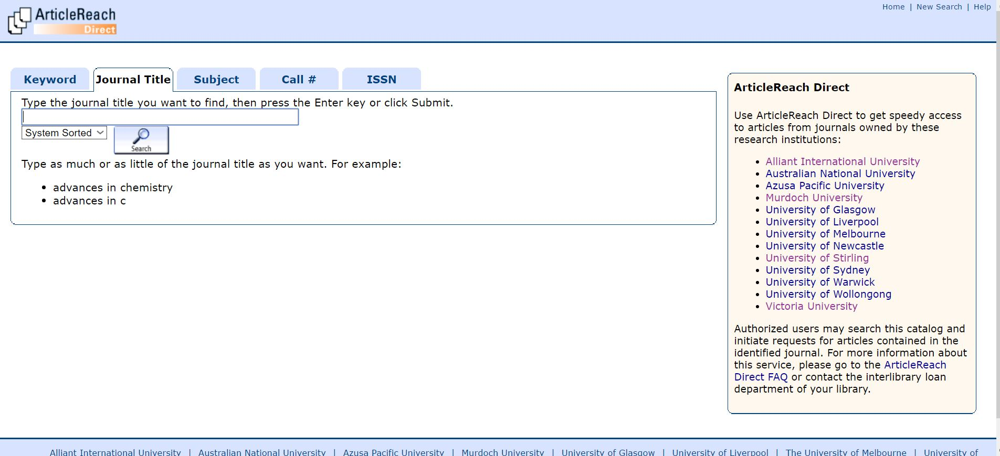 ArticleReach
Direct
Home | New Search | Help
Keyword
Journal Title
Subject
Call #
ISSN
Type the journal title you want to find, then press the Enter key or click Submit.
System Sorted
Search
Type as much or as little of the journal title as you want. For example:
• advances in chemistry
• advances in c
ArticleReach Direct
Use ArticleReach Direct to get speedy access
to articles from journals owned by these
research institutions:
• Alliant International University
• Australian National University
• Azusa Pacific University
• Murdoch University
• University of Glasgow
• University of Liverpool
• University of Melbourne
• University of Newcastle
• University of Stirling
• University of Sydney
• University of Warwick
• University of Wollongong
• Victoria University
Authorized users may search this catalog and
initiate requests for articles contained in the
identified journal. For more information about
this service, please go to the ArticleReach
Direct FAQ or contact the interlibrary loan
department of your library.
Alliant International University | Australian National University | Azusa Pacific University | Murdoch University | University of Glasgow | University of Liverpool | The University of Melbourne | University of